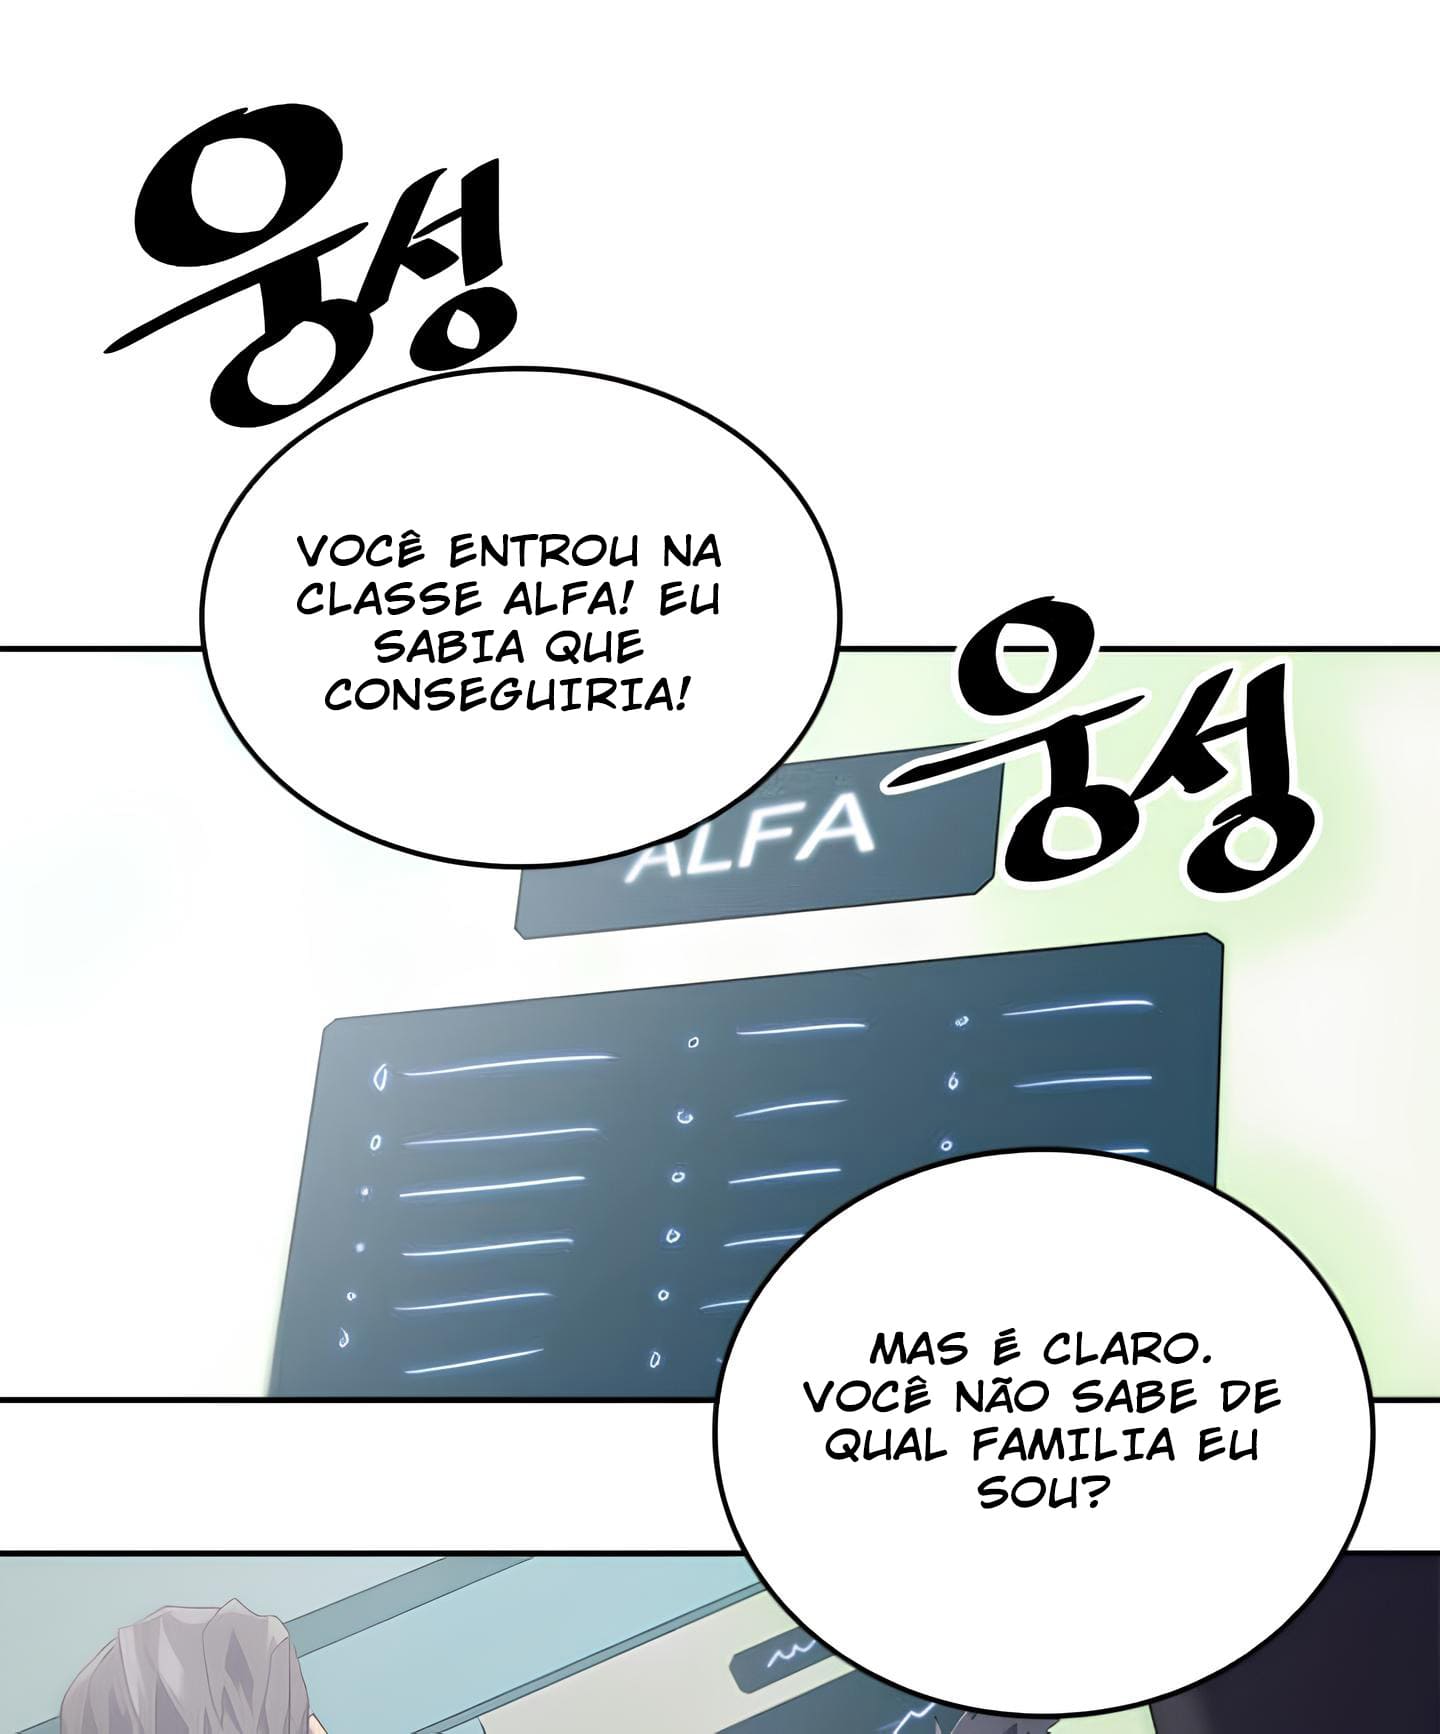 웅성
VOCÊ ENTROU NA
CLASSE ALFA! EU
SABIA QUE
CONSEGUIRIA!
웅성
ALFA
MAS É CLARO.
VOCÊ NÃO SABE DE
QUAL FAMILIA EU
SOU?